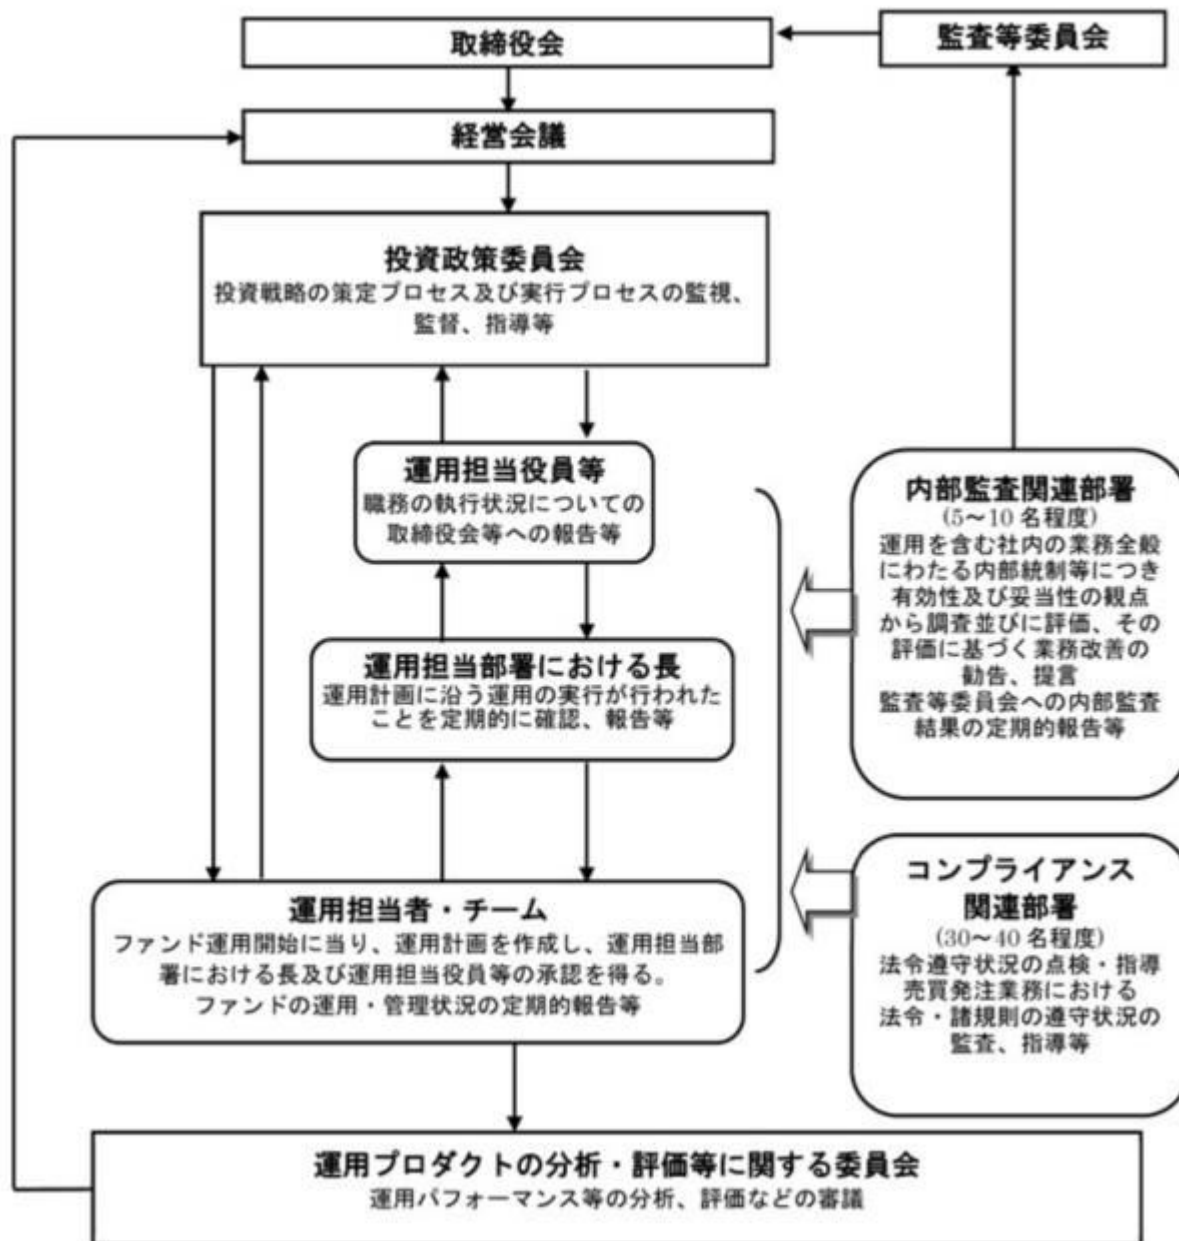 取締役会
監査等委員会
経営会議
投資政策委員会
投資戦略の策定プロセス及び実行プロセスの監視、
監督、指導等
運用担当役員等
職務の執行状況についての
取締役会等への報告等
運用担当部署における長
運用計画に沿う運用の実行が行われた
ことを定期的に確認、報告等
内部監査関連部署
(5～10 名程度)
運用を含む社内の業務全般
にわたる内部統制等につき
有効性及び妥当性の観点
から調査並びに評価、その
評価に基づく業務改善の
勧告、提言
監査等委員会への内部監査
結果の定期的報告等
運用担当者・チーム
ファンド運用開始に当り、運用計画を作成し、運用担当部
署における長及び運用担当役員等の承認を得る。
ファンドの運用・管理状況の定期的報告等
コンプライアンス
関連部署
(30～40 名程度)
法令遵守状況の点検・指導
売買発注業務における
法令・諸規則の遵守状況の
監査、指導等
運用プロダクトの分析・評価等に関する委員会
運用パフォーマンス等の分析、評価などの審議